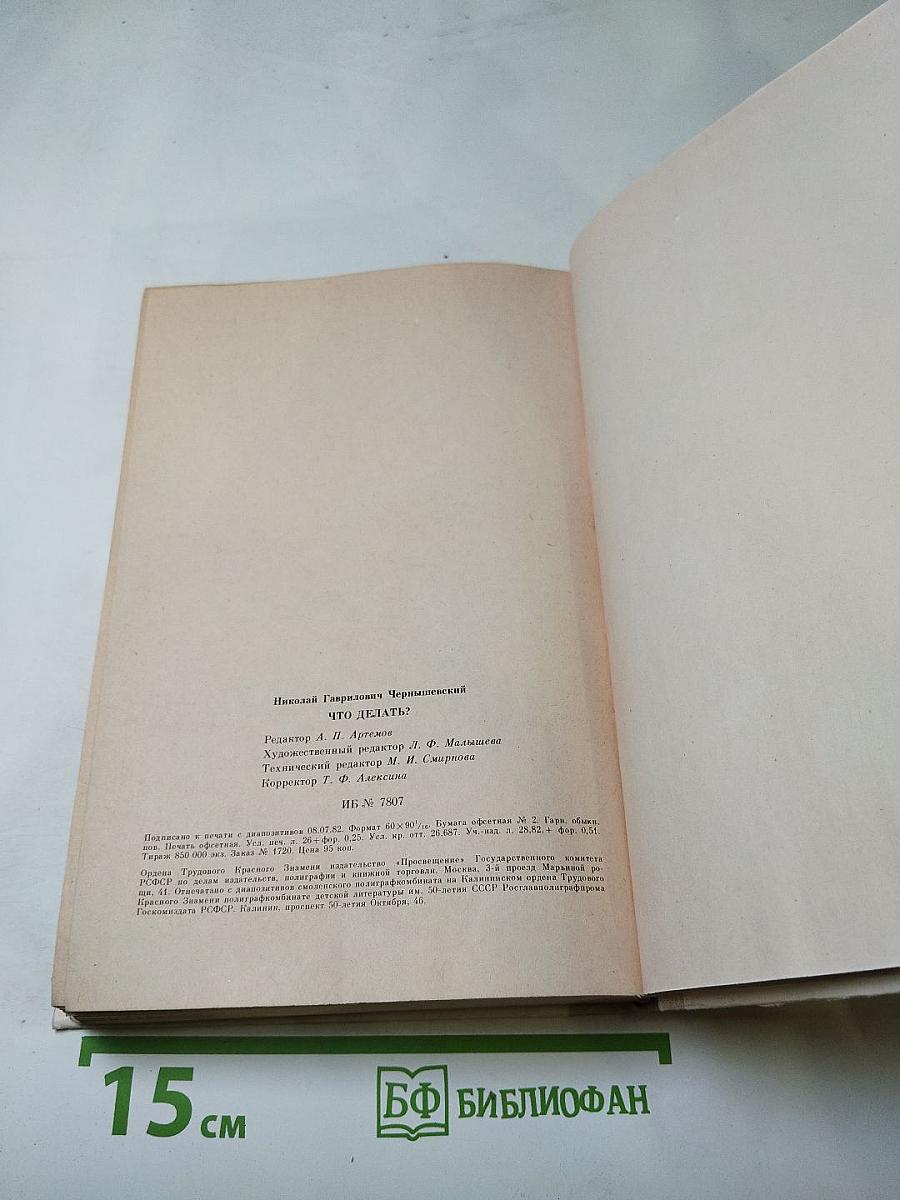 Николай Гаврилович Чернышевский
ЧТО ДЕЛАТЬ?
Редактор А. П. Артемов
Художественный редактор Л. Ф. Малышева
Технический редактор М. И. Смирнова
Корректор Т. Ф. Алексина
ИБ № 7807
Подписано к печати с диапозитивов 08.07.82. Формат 60×90¹/₁₆. Бумага офсетная № 2. Гарн. обыкн.
нов. Печать офсетная. Усл. печ. л. 26+фор. 0,25. Усл. кр. отт. 26,687. Уч.-изд. л. 28,82.+ фор. 0,51.
Тираж 850 000 экз. Заказ № 1720. Цена 95 коп.
Ордена Трудового Красного Знамени издательство «Просвещение» Государственного комитета
РСФСР по делам издательств, полиграфии и книжной торговли. Москва, 3-й проезд Марьиной ро-
щи, 41. Отпечатано с диапозитивов смоленского полиграфкомбината на Калининском ордена Трудового
Красного Знамени полиграфкомбинате детской литературы им. 50-летия СССР Росглавполиграфпрома
Госкомиздата РСФСР. Калинин, проспект 50-летия Октября, 46.
15 см
БФ БИБЛИОФАН